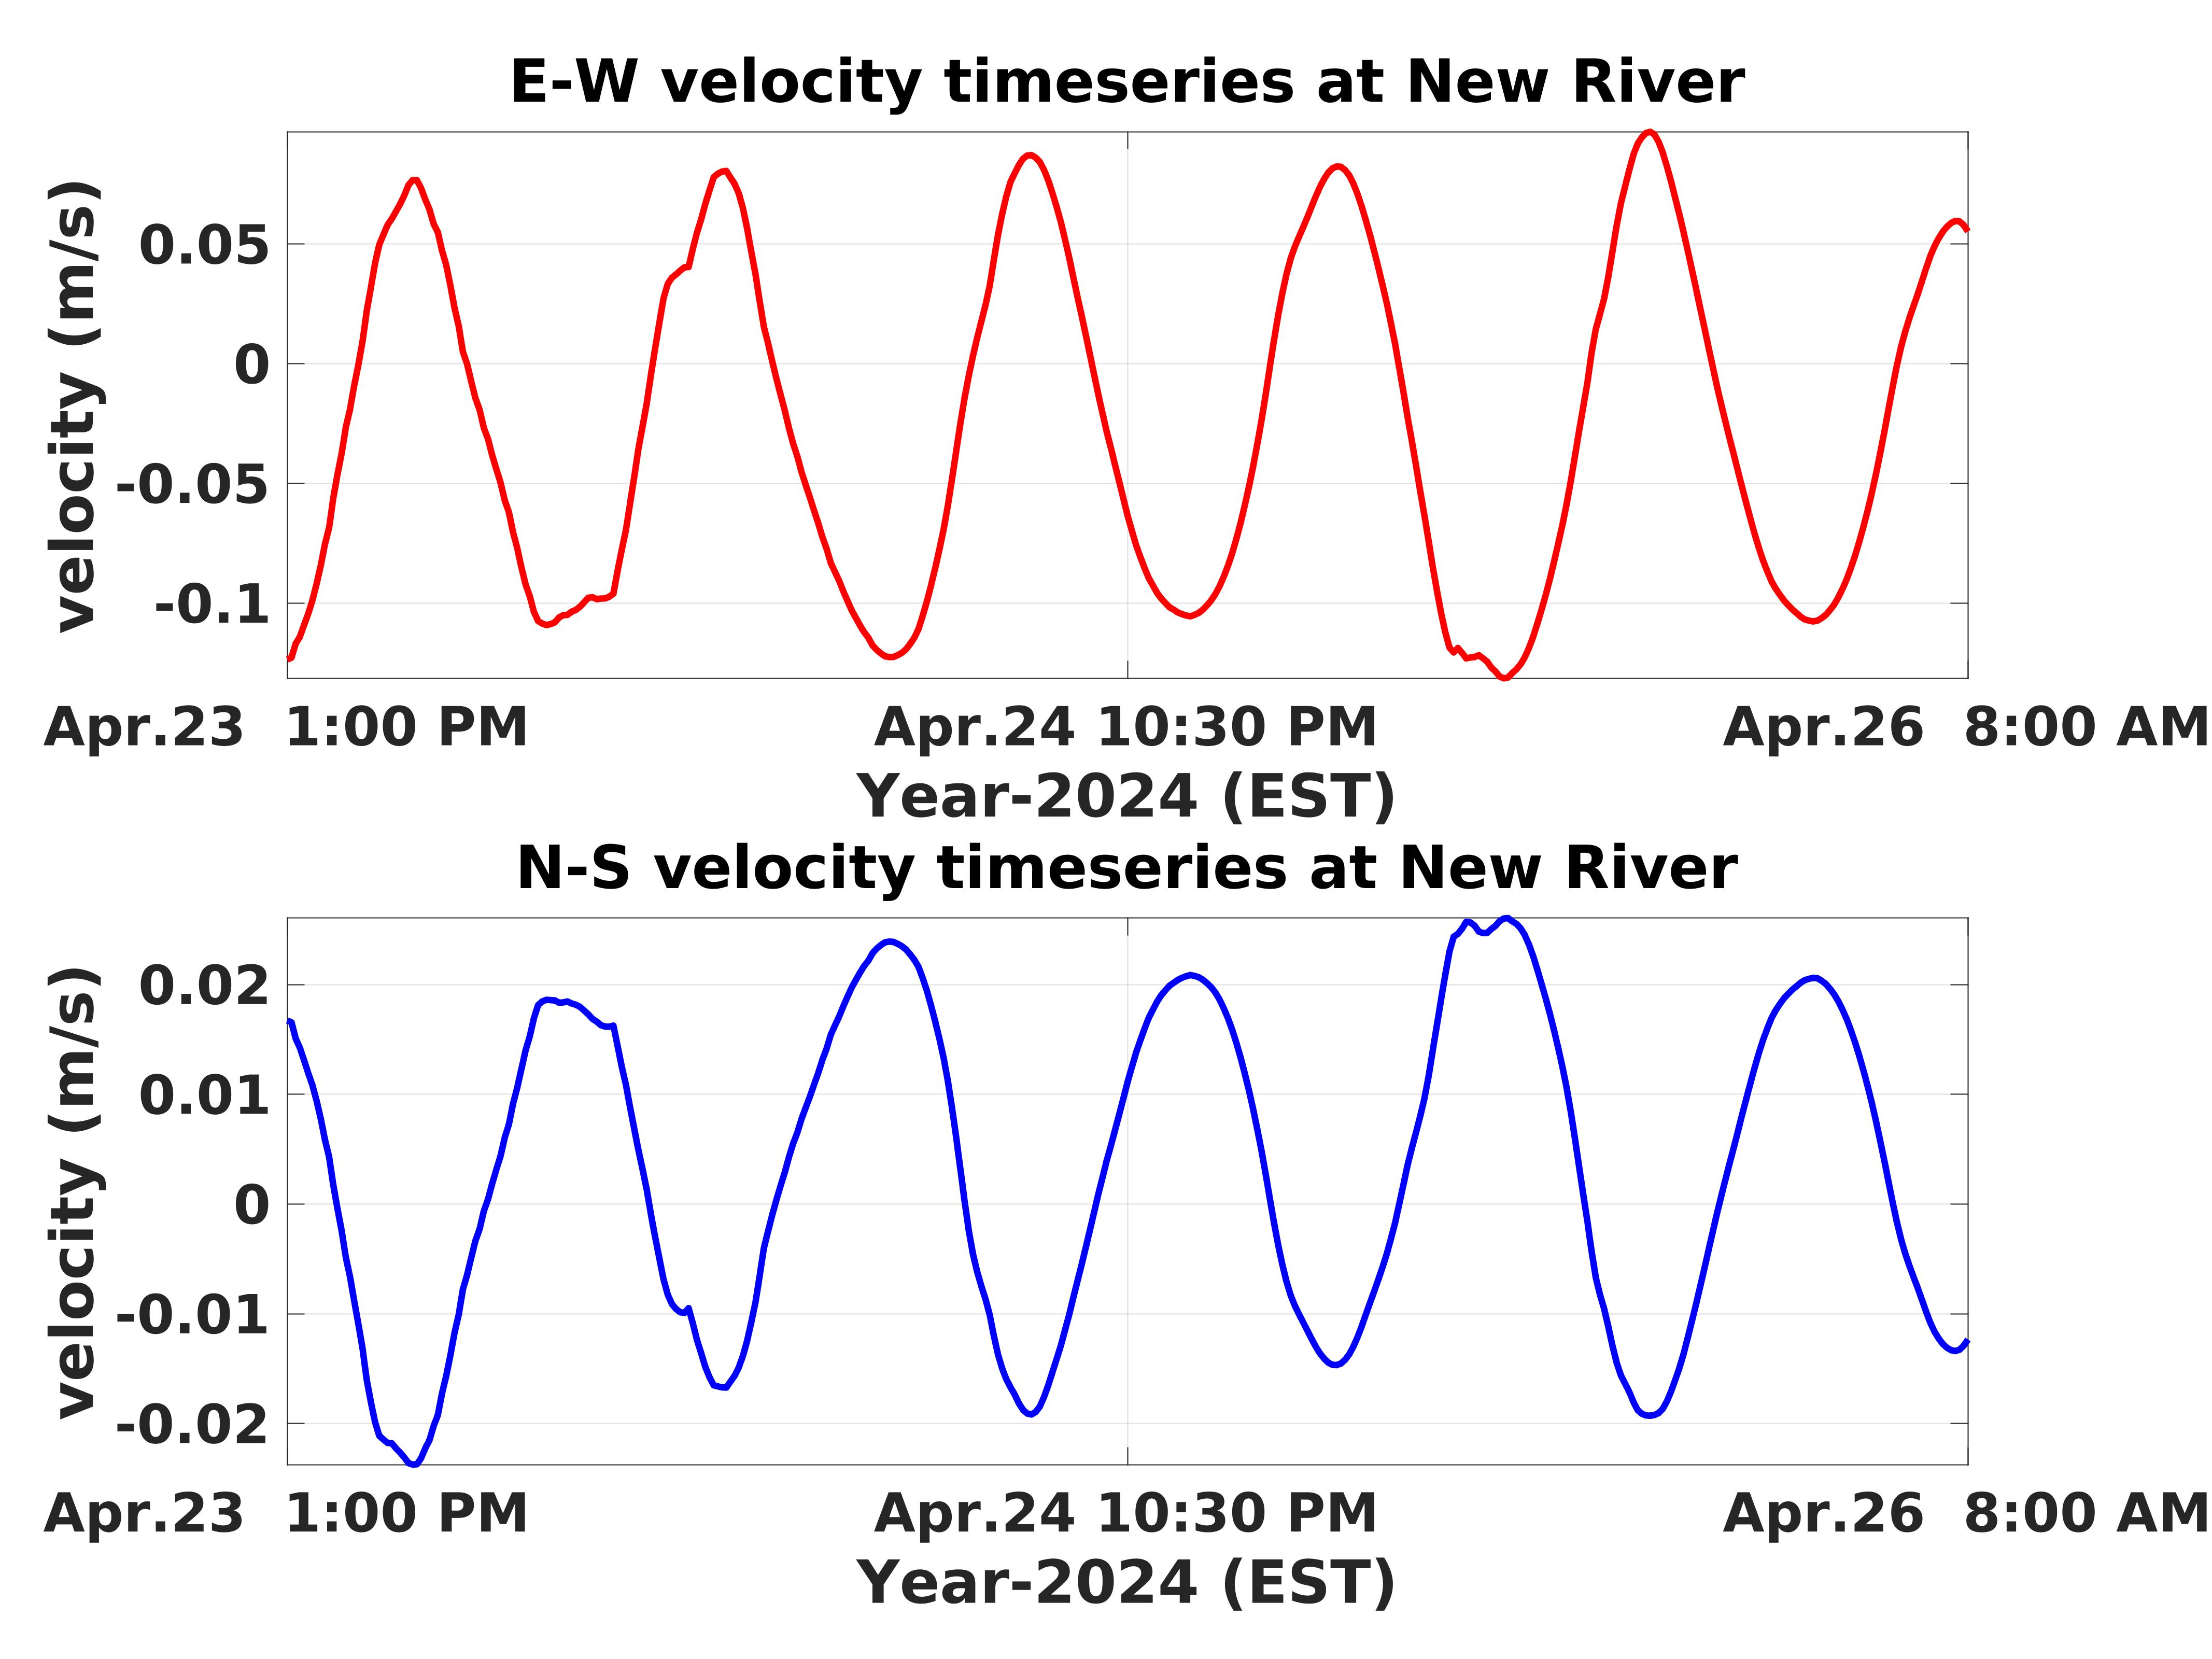 E-W velocity timeseries at New River
velocity (m/s)
0.05
0
-0.05
-0.1
Apr.23  1:00 PM Apr.24 10:30 PM Apr.26  8:00 AM
Year-2024 (EST)
N-S velocity timeseries at New River
velocity (m/s)
0.02
0.01
0
-0.01
-0.02
Apr.23  1:00 PM Apr.24 10:30 PM Apr.26  8:00 AM
Year-2024 (EST)